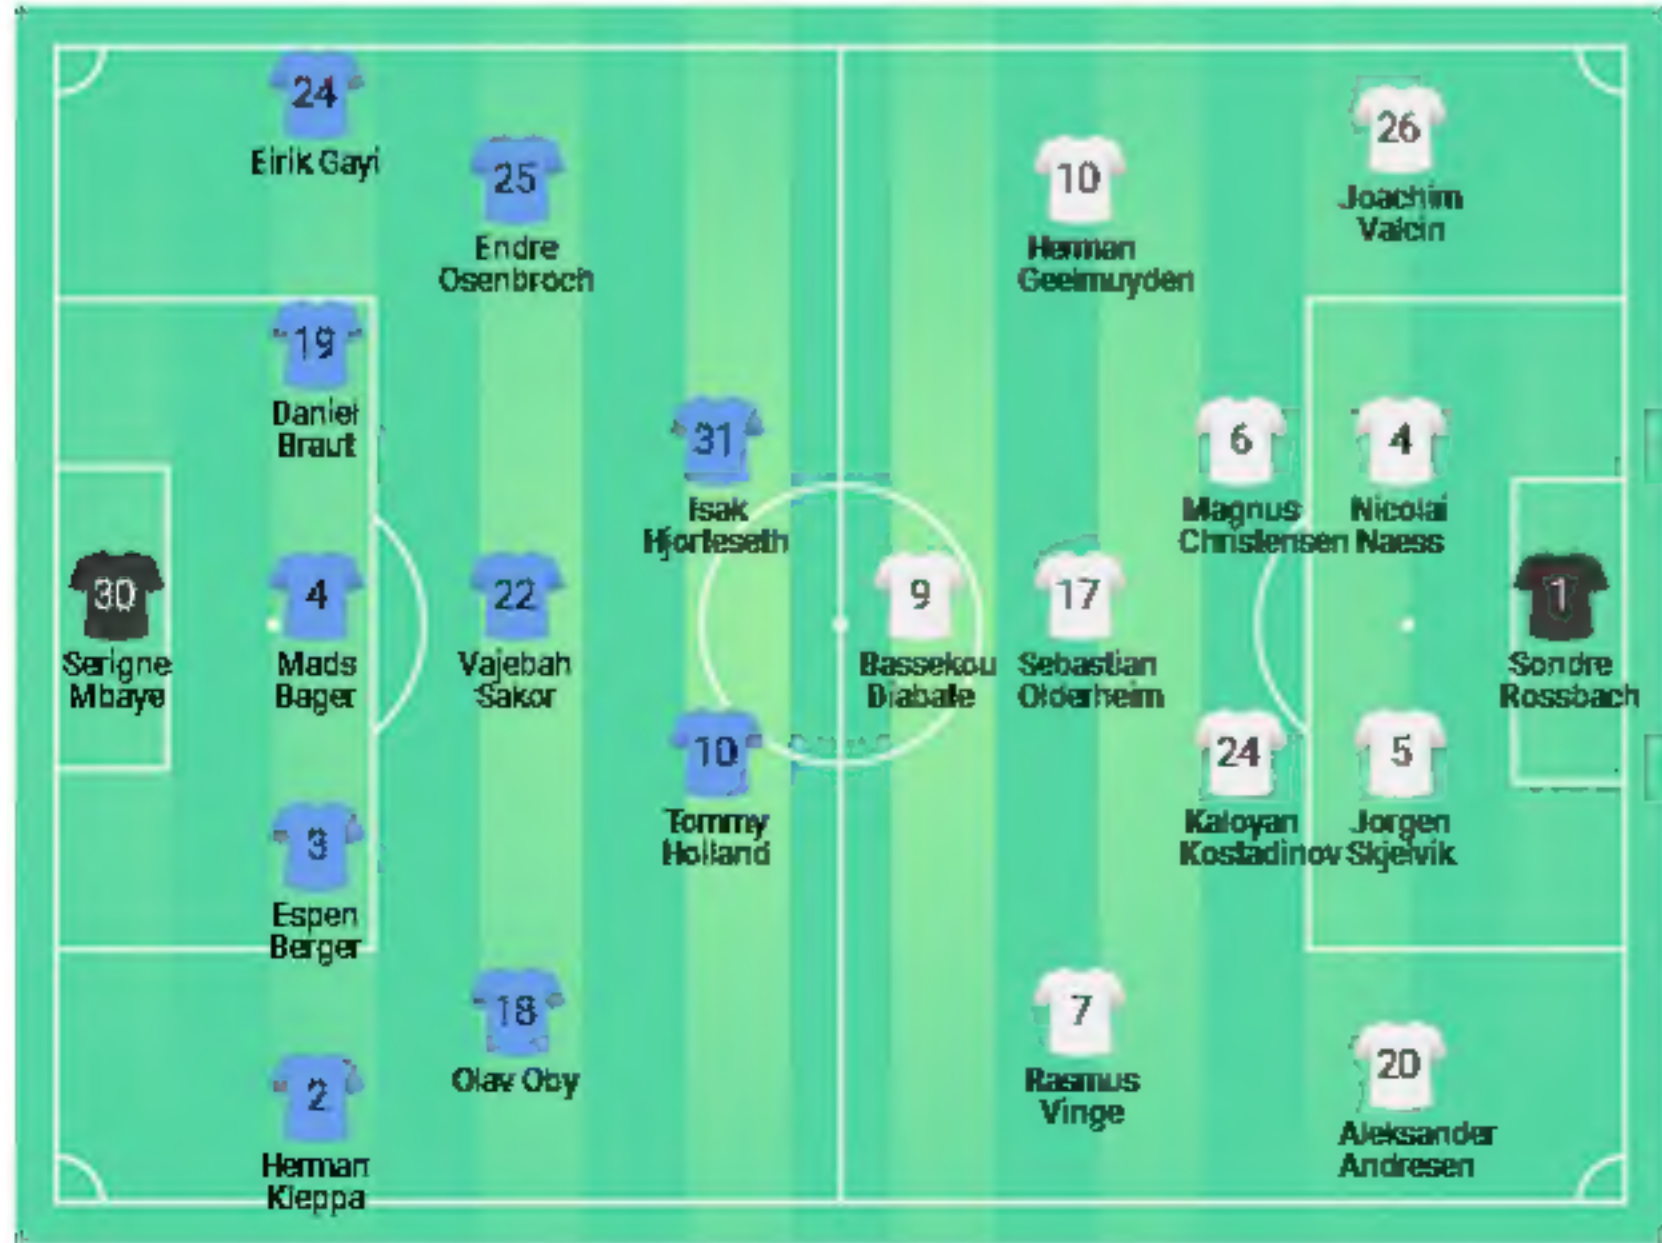 24
Eirik Gayi
25
Endre
Osenbroch
19
Daniel
Braut
31
Isak
Hjorteseth
30
Serigne
Mbaye
4
Mads
Bager
22
Vajebah
Sakor
10
Tommy
Holland
3
Espen
Berger
18
Olav Oby
2
Herman
Kleppa
10
Herman
Geelmuyden
26
Joachim
Valcin
6
Magnus
Christensen
4
Nicolai
Naess
9
Bassekou
Diabate
17
Sebastian
Olderheim
1
Sondre
Rossbach
24
Kaloyan
Kostadinov
5
Jorgen
Skjelvik
7
Rasmus
Vinge
20
Aleksander
Andresen